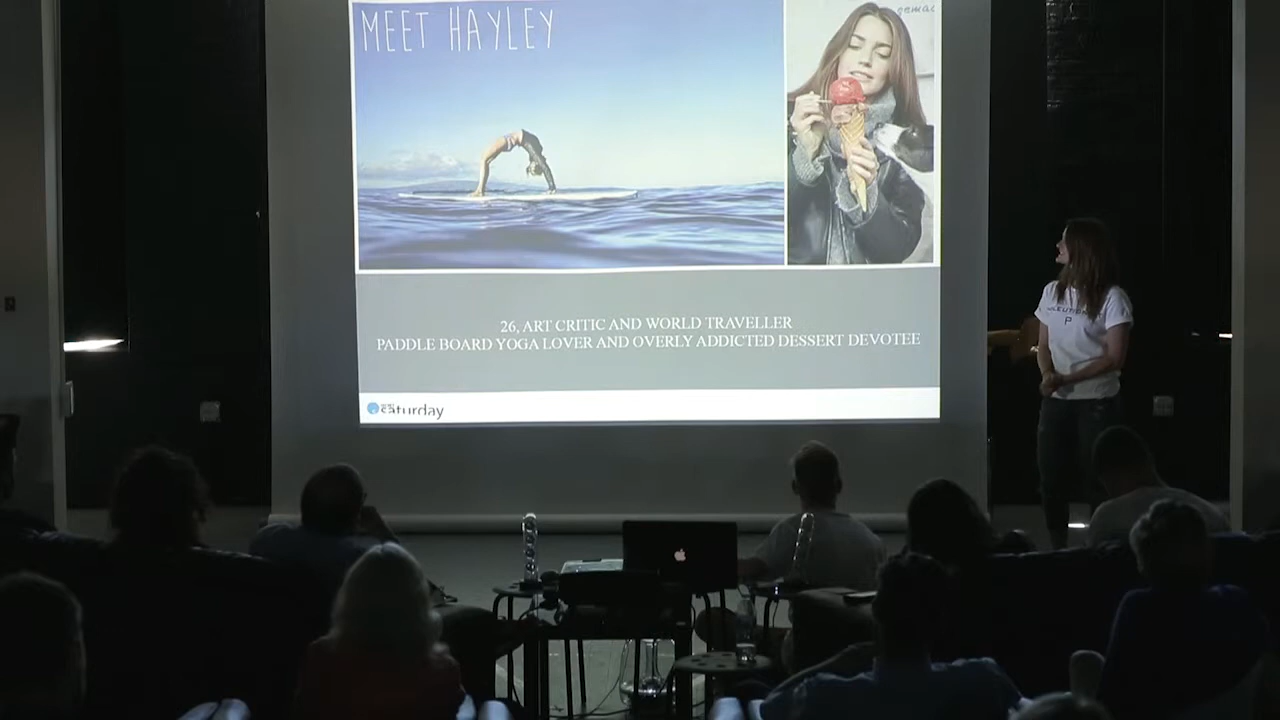 MEET HAYLEY
26, ART CRITIC AND WORLD TRAVELLER
PADDLE BOARD YOGA LOVER AND OVERLY ADDICTED DESSERT DEVOTEE
saturday
P